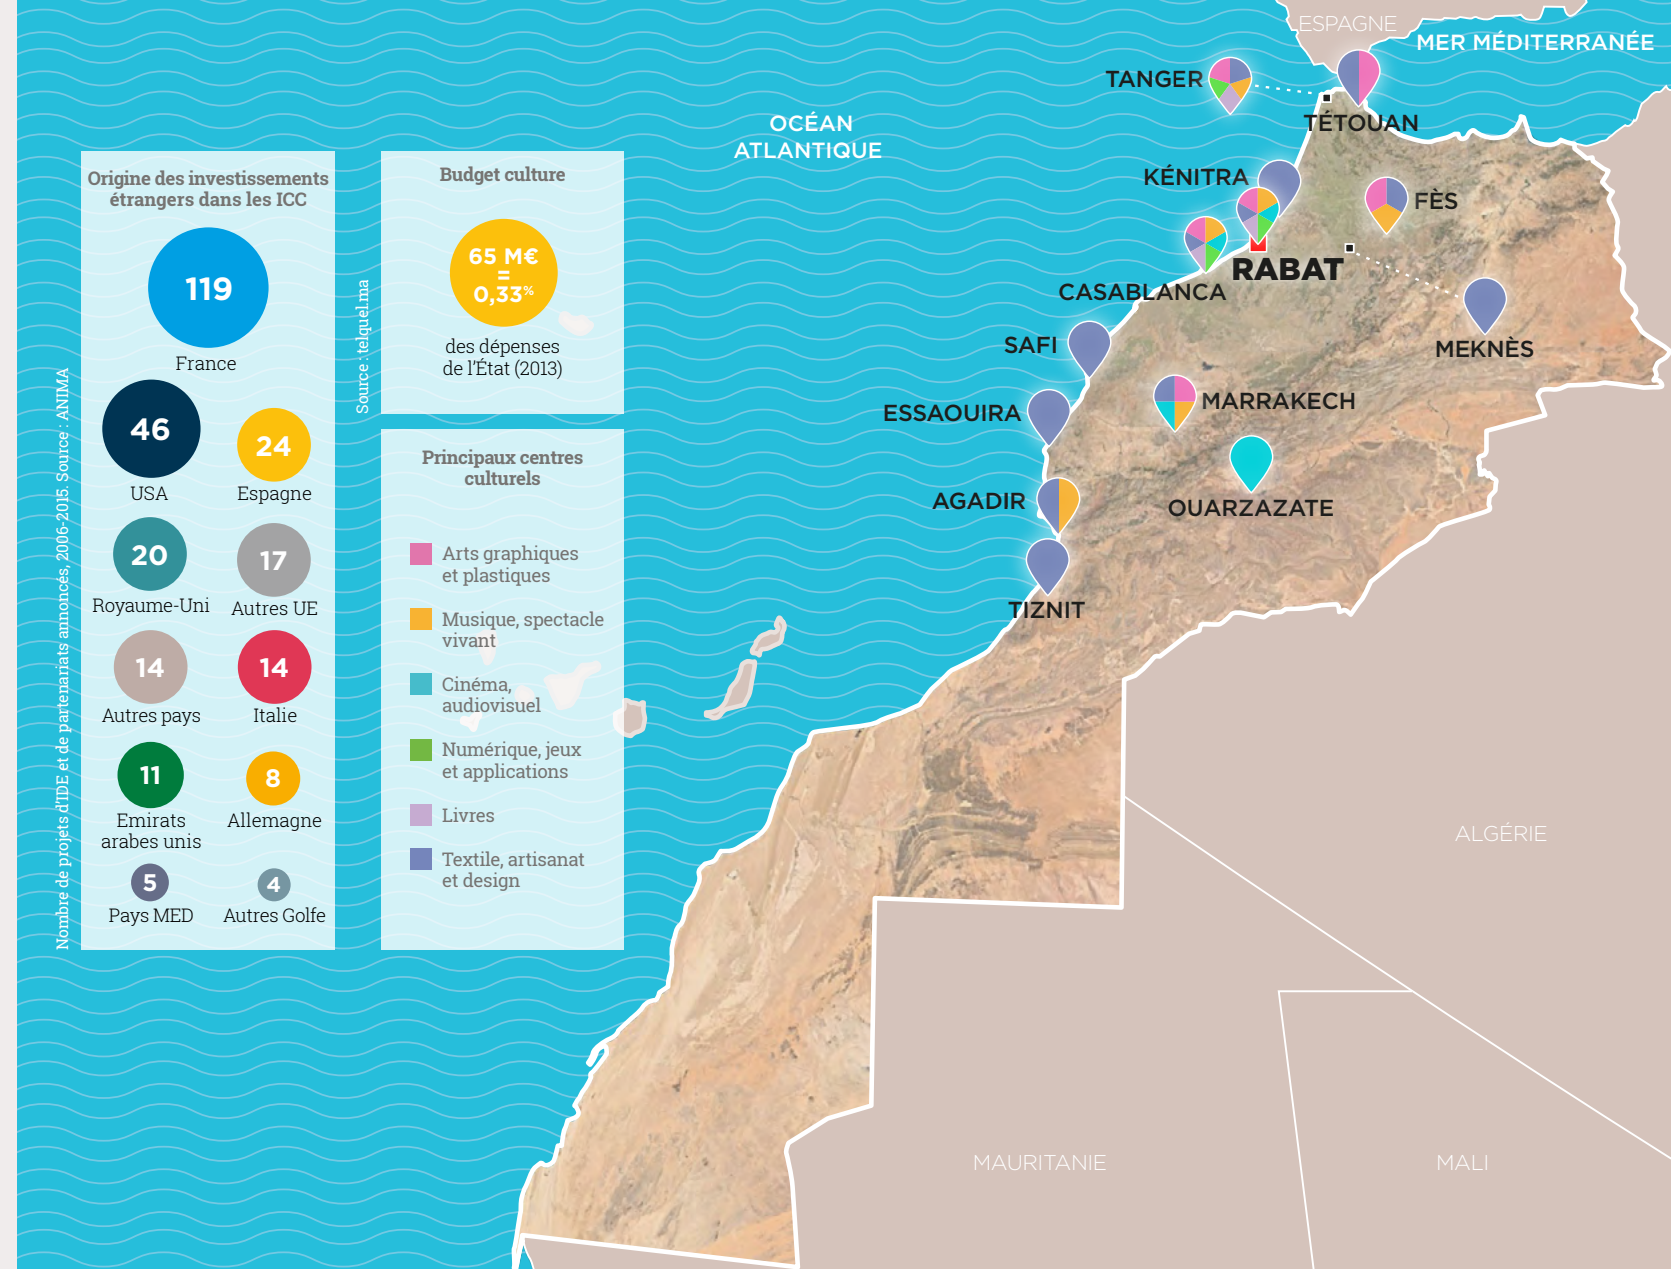 Origine des investissements
étrangers dans les ICC
119
France
46
USA
24
Espagne
20
Royaume-Uni
17
Autres UE
14
Autres pays
14
Italie
11
Emirats
arabes unis
8
Allemagne
5
Pays MED
4
Autres Golfe
Nombre de projets d'IDE et de partenariats annoncés, 2006-2015. Source : ANIMA
Budget culture
65 M€
=
0,33%
des dépenses
de l'État (2013)
Source : telquel.ma
Principaux centres
culturels
Arts graphiques
et plastiques
Musique, spectacle
vivant
Cinéma,
audiovisuel
Numérique, jeux
et applications
Livres
Textile, artisanat
et design
OCÉAN
ATLANTIQUE
ESPAGNE
MER MÉDITERRANÉE
TANGER
TÉTOUAN
KÉNITRA
FÈS
RABAT
CASABLANCA
SAFI
MEKNÈS
ESSAOUIRA
MARRAKECH
AGADIR
OUARZAZATE
TIZNIT
ALGÉRIE
MAURITANIE
MALI